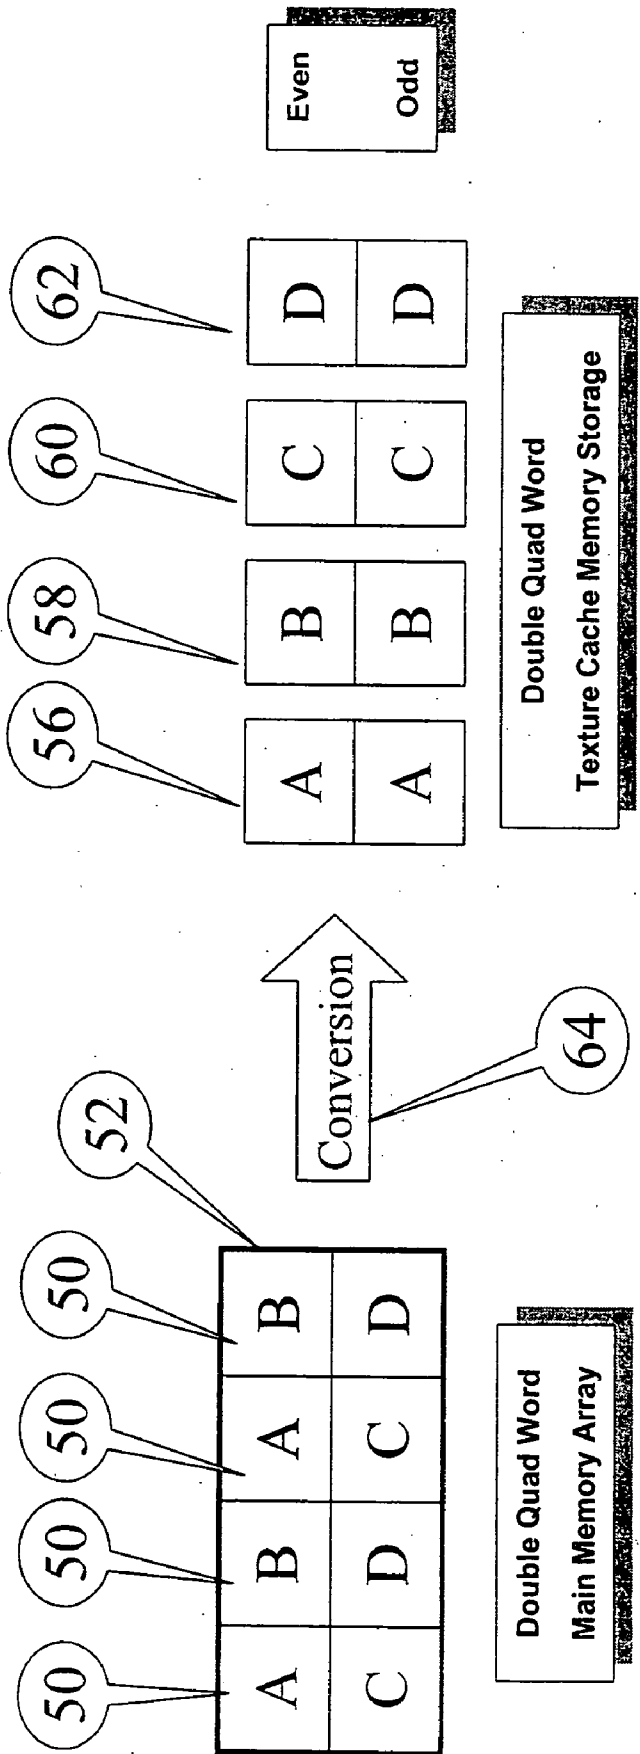 50
50
50
50
52
A B A B
C D C D
Double Quad Word
Main Memory Array
Conversion
64
56
58
60
62
A B C D
A B C D
Double Quad Word
Texture Cache Memory Storage
Even
Odd